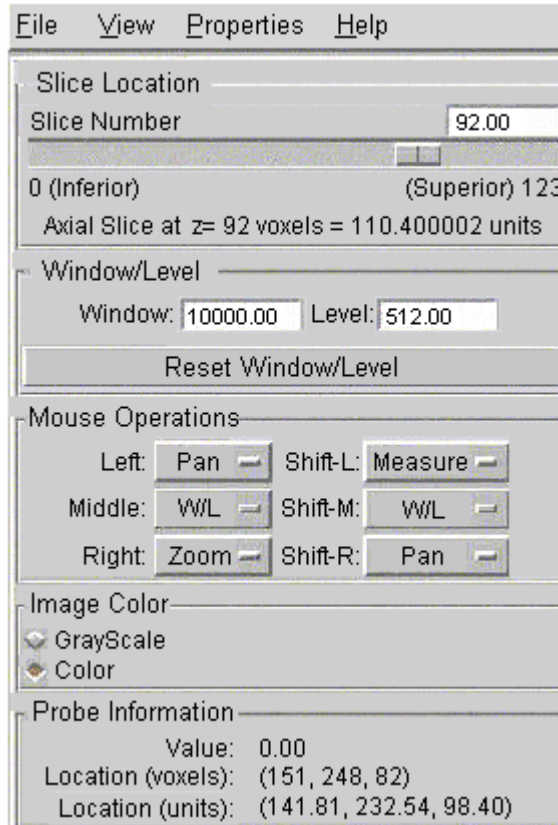 File View Properties Help
Slice Location
Slice Number 92.00
0 (Inferior) (Superior) 123
Axial Slice at z= 92 voxels = 110.400002 units
Window/Level
Window: 10000.00 Level: 512.00
Reset Window/Level
Mouse Operations
Left: Pan Shift-L: Measure
Middle: W/L Shift-M: W/L
Right: Zoom Shift-R: Pan
Image Color
GrayScale
Color
Probe Information
Value: 0.00
Location (voxels): (151, 248, 82)
Location (units): (141.81, 232.54, 98.40)